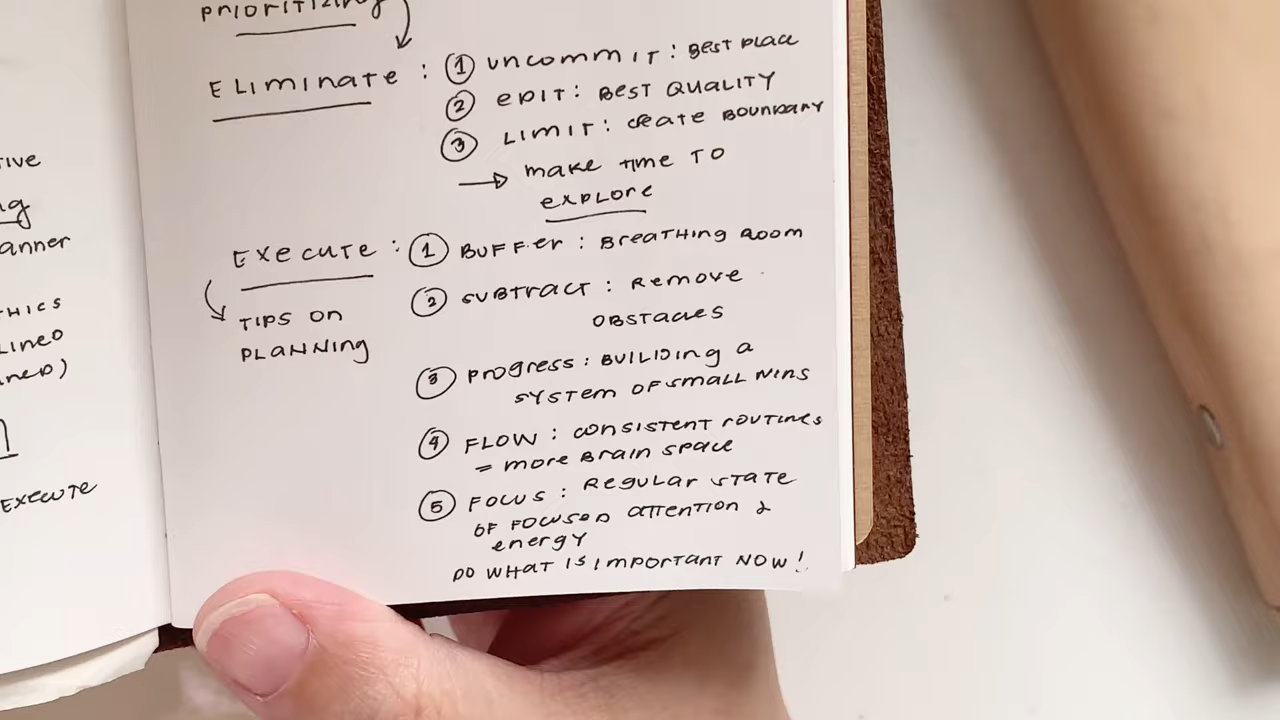 TIVE
ng
anner
THICS
LINED
NED)
EXECUTE
PRIORITIZING
ELIMINATE : ① UNCOMMIT : BEST PLACE
② EDIT : BEST QUALITY
③ LIMIT : CREATE BOUNDARY
→ MAKE TIME TO
EXPLORE
EXECUTE : ① BUFFER : BREATHING ROOM
② SUBTRACT : REMOVE
OBSTACLES
↳ TIPS ON
PLANNING
③ PROGRESS : BUILDING A
SYSTEM OF SMALL WINS
④ FLOW : CONSISTENT ROUTINES
= MORE BRAIN SPACE
⑤ FOCUS : REGULAR STATE
OF FOCUSED ATTENTION &
ENERGY
DO WHAT IS IMPORTANT NOW!